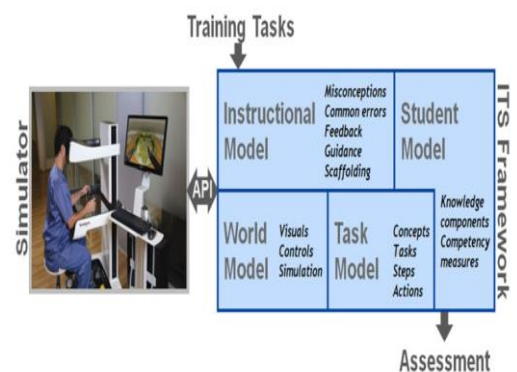 Training Tasks
Simulator
API
Instructional
Model
Misconceptions
Common errors
Feedback
Guidance
Scaffolding
Student
Model
Knowledge
components
Competency
measures
World
Model
Visuals
Controls
Simulation
Task
Model
Concepts
Tasks
Steps
Actions
ITS Framework
Assessment